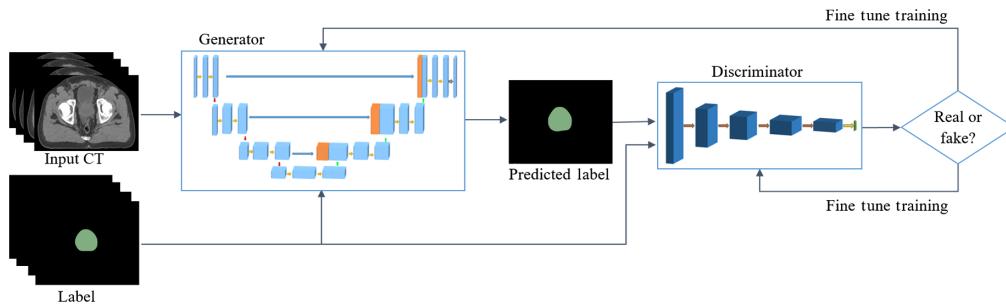 Fine tune training
Generator
Discriminator
Input CT
Real or
fake?
Predicted label
Fine tune training
Label